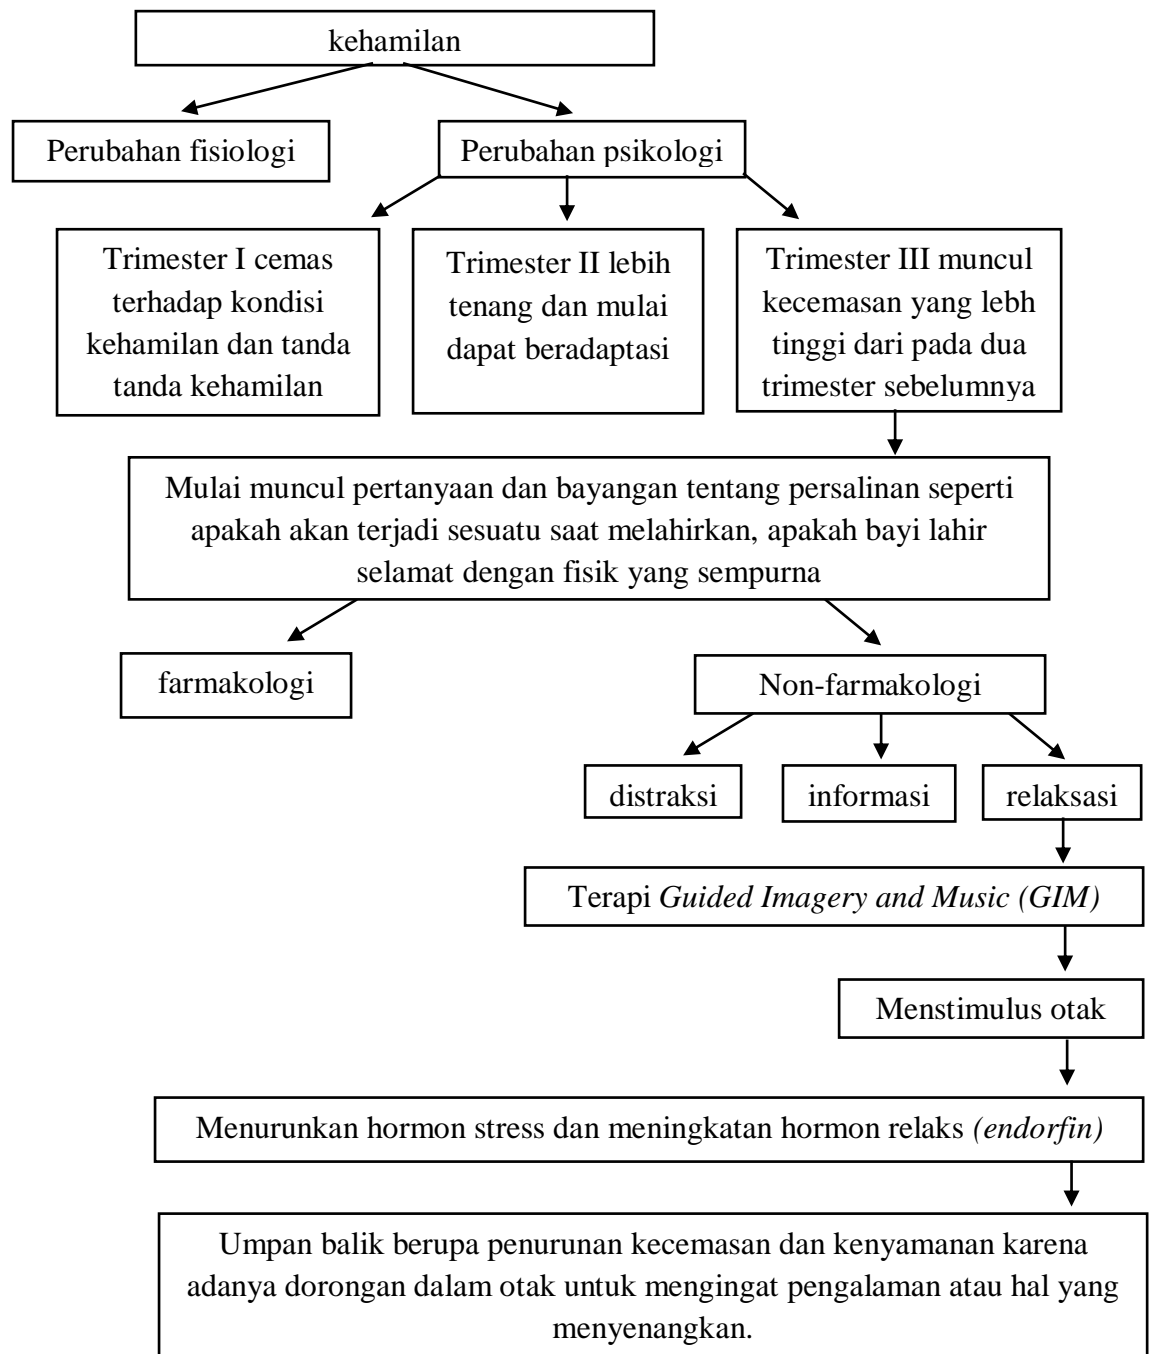 kehamilan
Perubahan fisiologi
Perubahan psikologi
Trimester I cemas
terhadap kondisi
kehamilan dan tanda
tanda kehamilan
Trimester II lebih
tenang dan mulai
dapat beradaptasi
Trimester III muncul
kecemasan yang lebh
tinggi dari pada dua
trimester sebelumnya
Mulai muncul pertanyaan dan bayangan tentang persalinan seperti
apakah akan terjadi sesuatu saat melahirkan, apakah bayi lahir
selamat dengan fisik yang sempurna
farmakologi
Non-farmakologi
distraksi
informasi
relaksasi
Terapi Guided Imagery and Music (GIM)
Menstimulus otak
Menurunkan hormon stress dan meningkatan hormon relaks (endorfin)
Umpan balik berupa penurunan kecemasan dan kenyamanan karena
adanya dorongan dalam otak untuk mengingat pengalaman atau hal yang
menyenangkan.